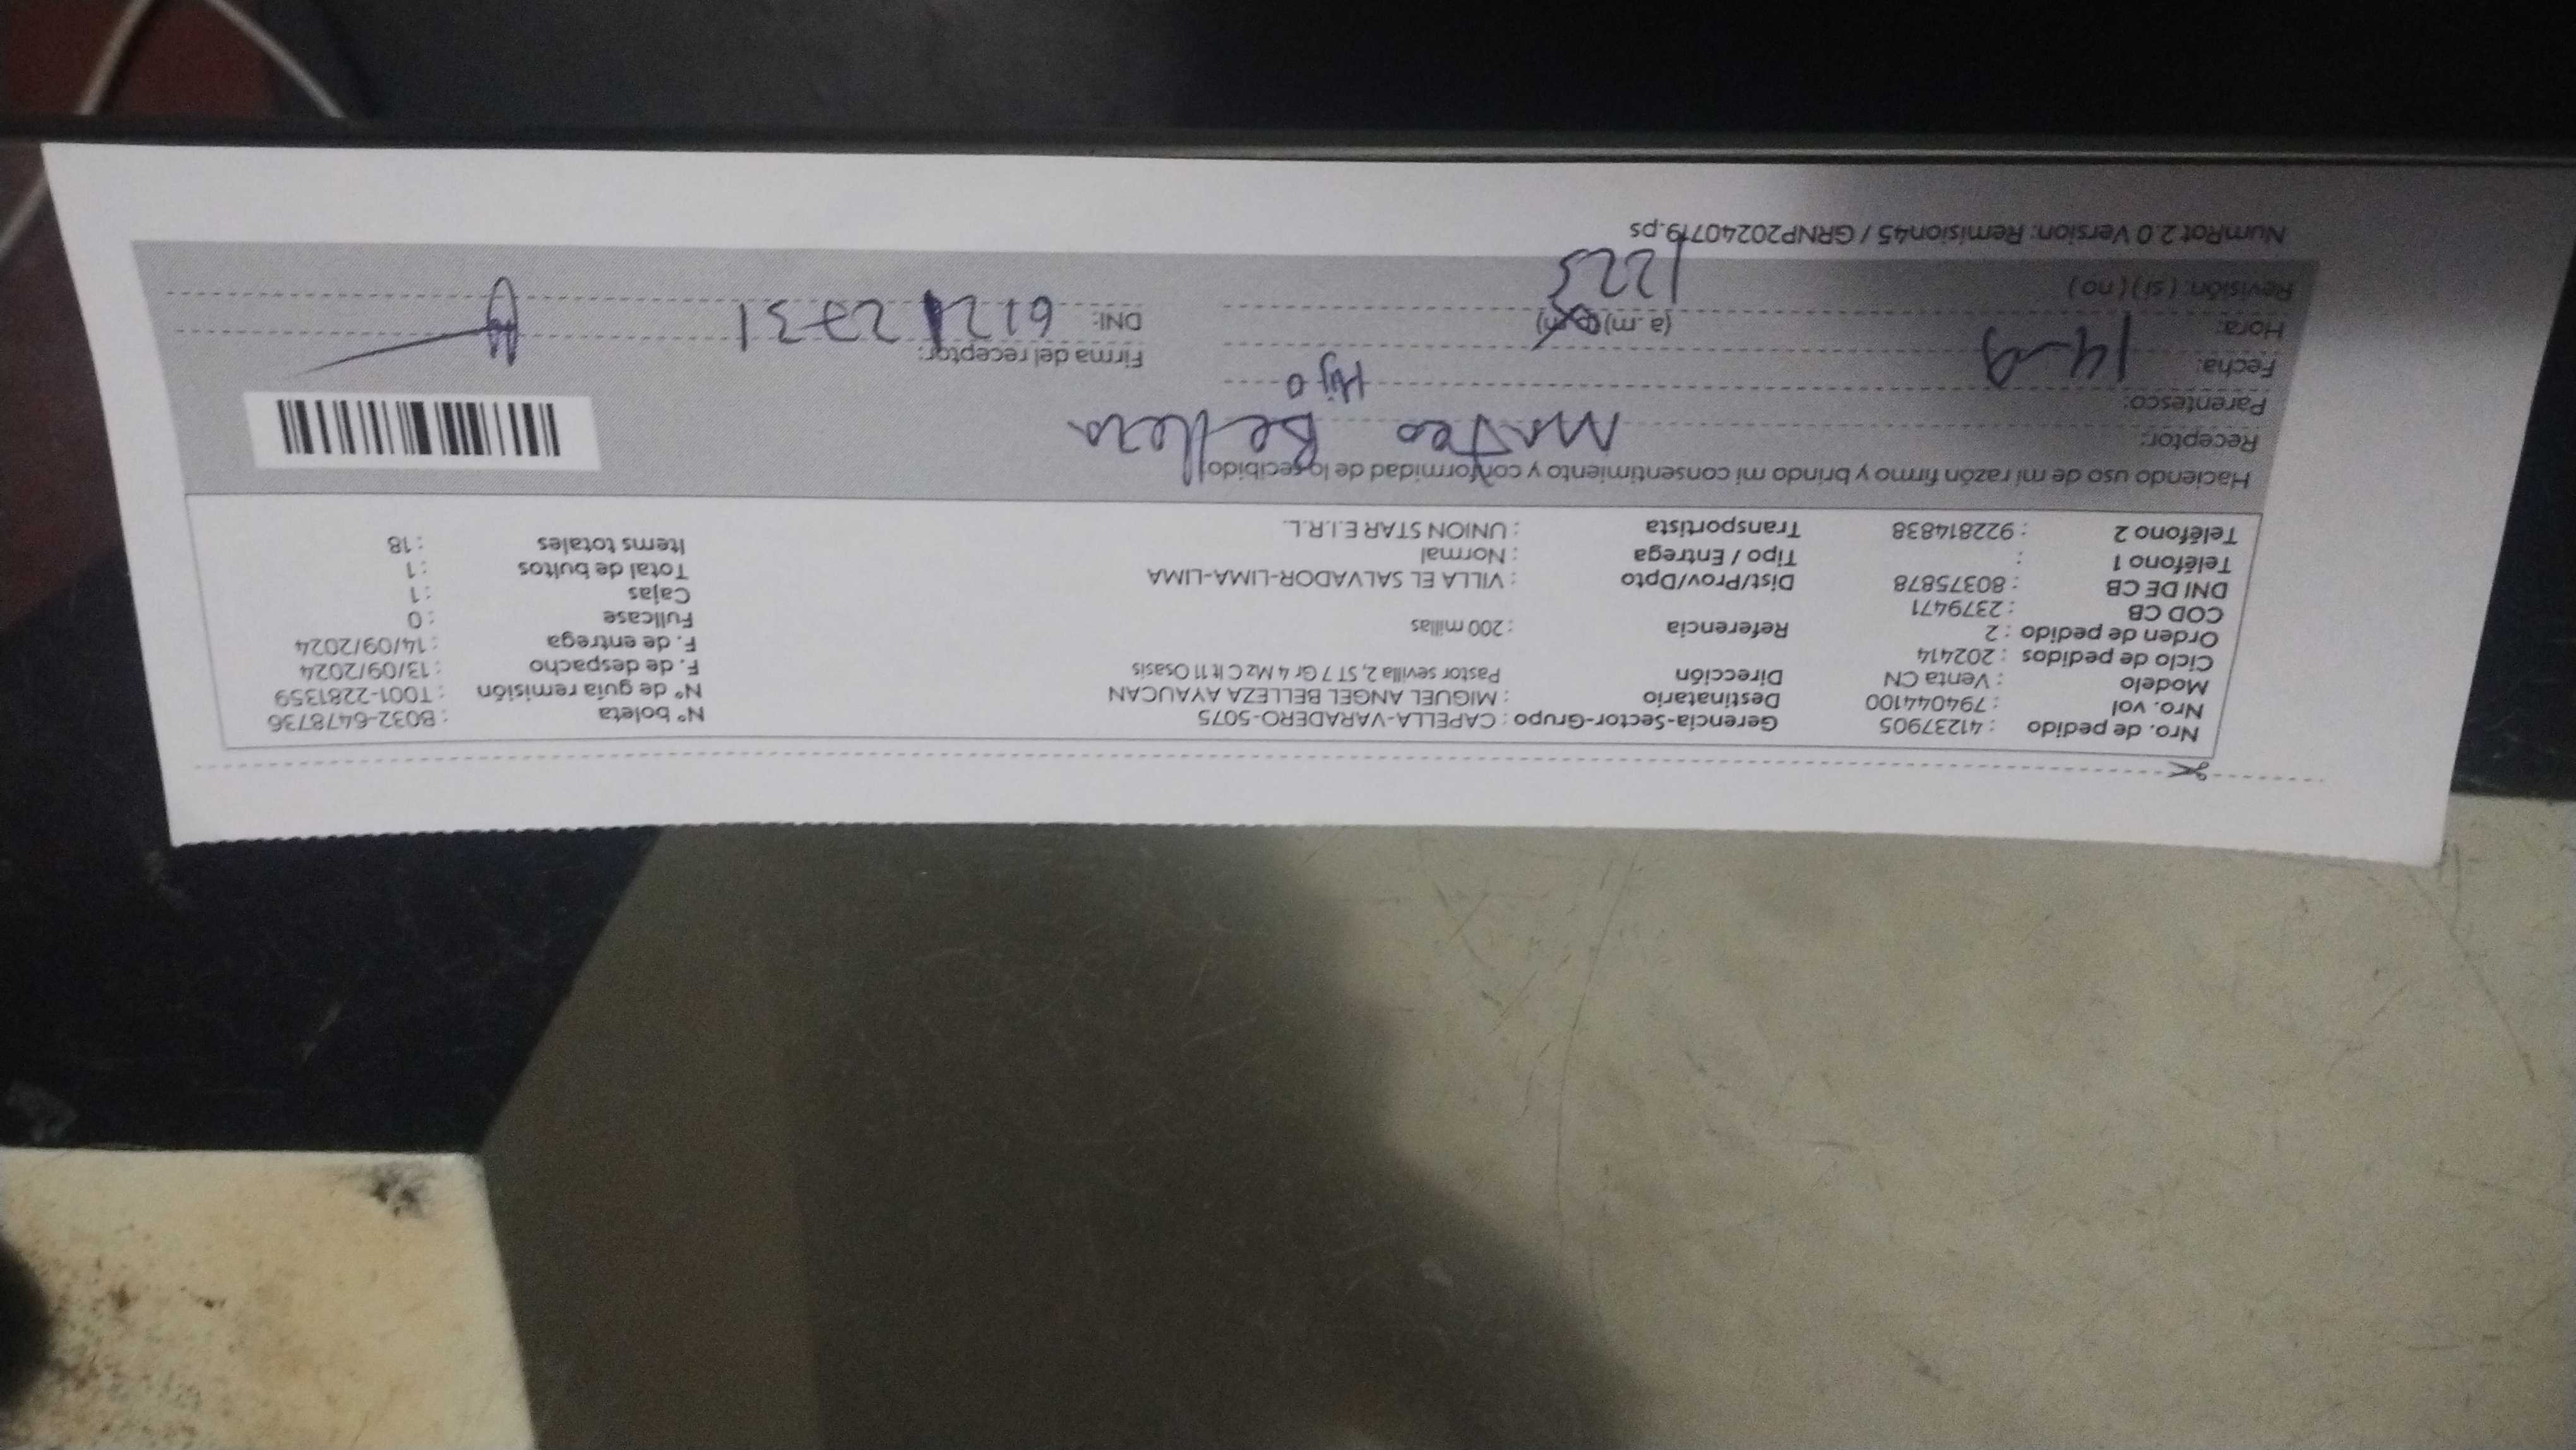 Nro. de pedido : 41237905 Gerencia-Sector-Grupo : CAPELLA-VARADERO-5075 N° boleta : B032-6478736
Nro. vol : 794044100 Destinatario : MIGUEL ANGEL BELLEZA AYAUCAN N° de guía remisión : T001-2281359
Modelo : Venta CN Dirección Pastor sevilla 2, ST 7 Gr 4 Mz C lt 11 Osasis F. de despacho : 13/09/2024
Ciclo de pedidos : 202414 F. de entrega : 14/09/2024
Orden de pedido : 2 Referencia : 200 millas Fullcase : 0
COD CB : 2379471 Cajas : 1
DNI DE CB : 80375878 Dist/Prov/Dpto : VILLA EL SALVADOR-LIMA-LIMA Total de bultos : 1
Teléfono 1 : Tipo / Entrega : Normal Items totales : 18
Teléfono 2 : 922814838 Transportista : UNION STAR E.I.R.L.
Haciendo uso de mi razón firmo y brindo mi consentimiento y conformidad de lo recibido
Receptor: Mateo Belleza
Parentesco: Hijo
Fecha: 14-9 Firma del receptor:
Hora: (a .m) (p.m) DNI: 61212731
1225
Revisión: ( si ) ( no )
NumRot 2.0 Version: Remision45 / GRNP20240719.ps